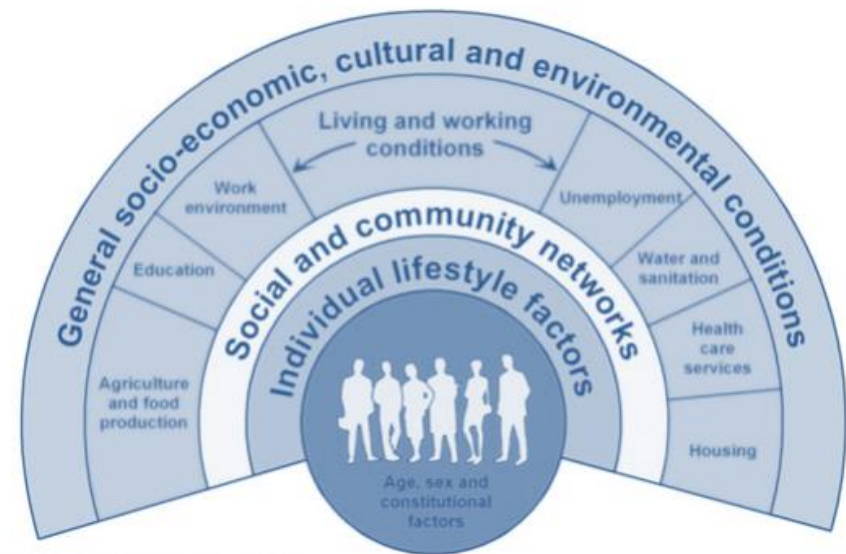 General socio-economic, cultural and environmental conditions
Living and working
conditions
Work
environment
Unemployment
Education
Water and
sanitation
Agriculture
and food
production
Health
care
services
Housing
Social and community networks
Individual lifestyle factors
Age, sex and
constitutional
factors